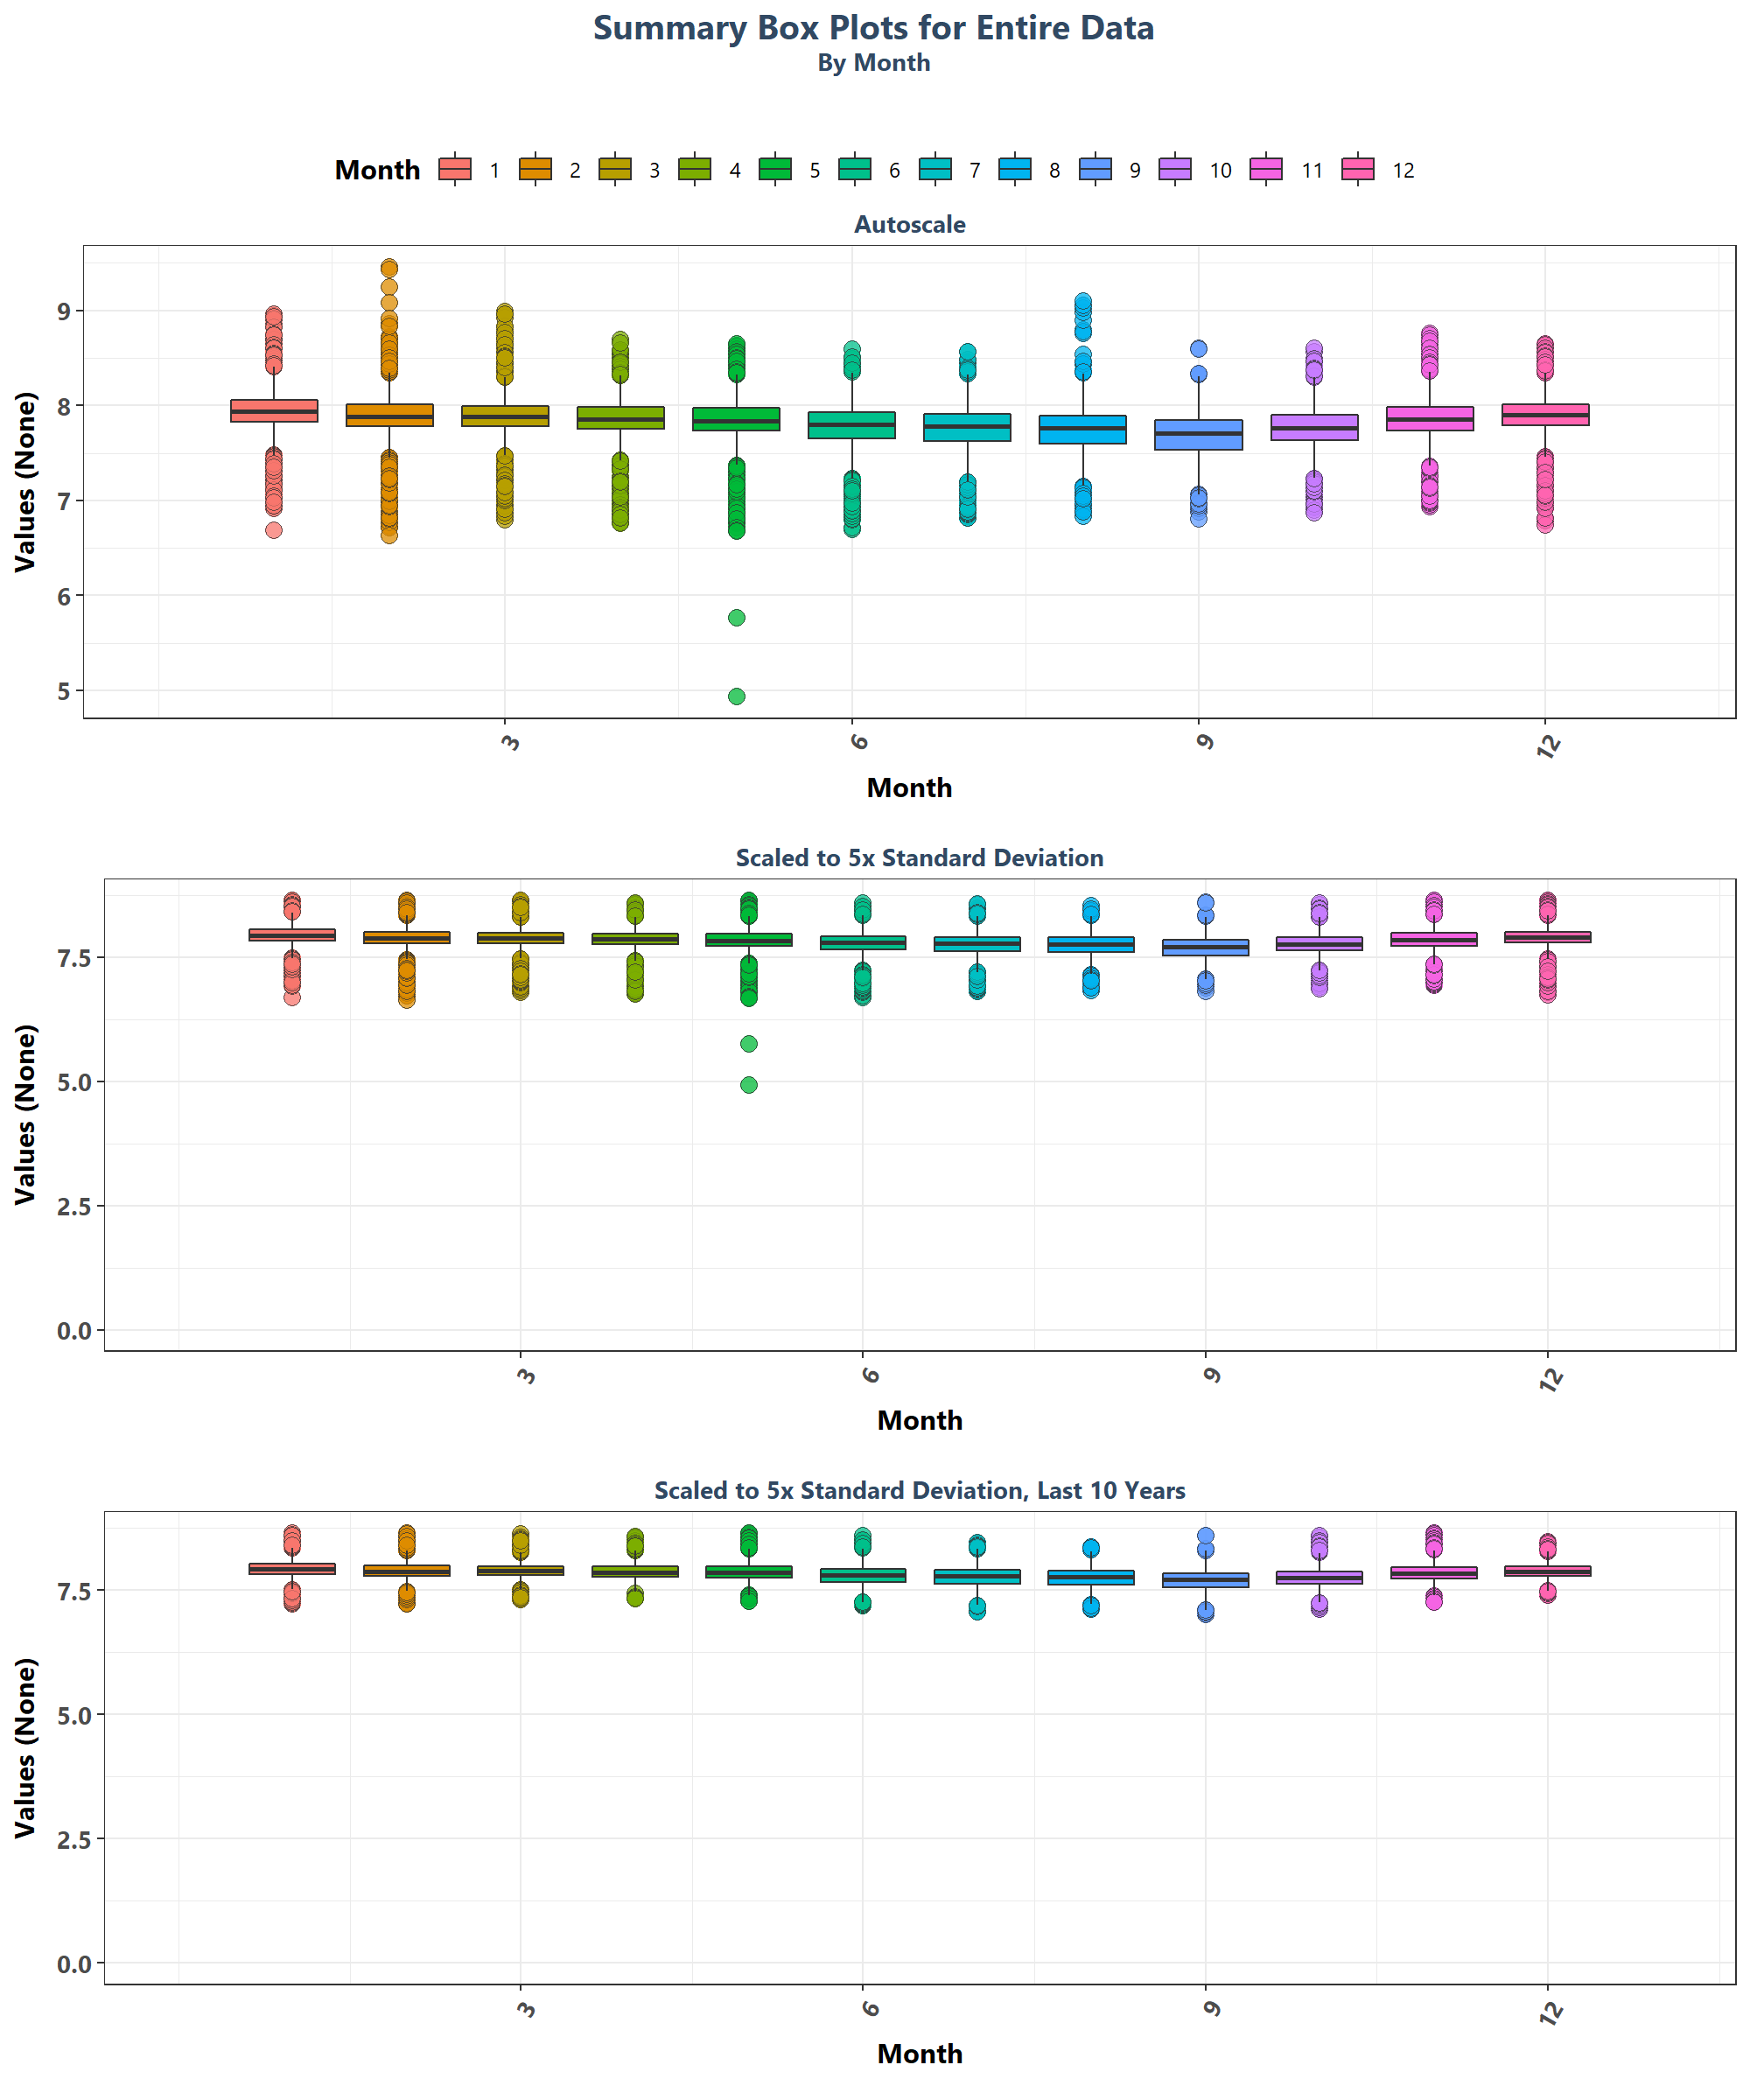 Summary Box Plots for Entire Data
By Month
Month 1 2 3 4 5 6 7 8 9 10 11 12
Autoscale
Values (None)
9
8
7
6
5
3 6 9 12
Month
Scaled to 5x Standard Deviation
Values (None)
7.5
5.0
2.5
0.0
3 6 9 12
Month
Scaled to 5x Standard Deviation, Last 10 Years
Values (None)
7.5
5.0
2.5
0.0
3 6 9 12
Month